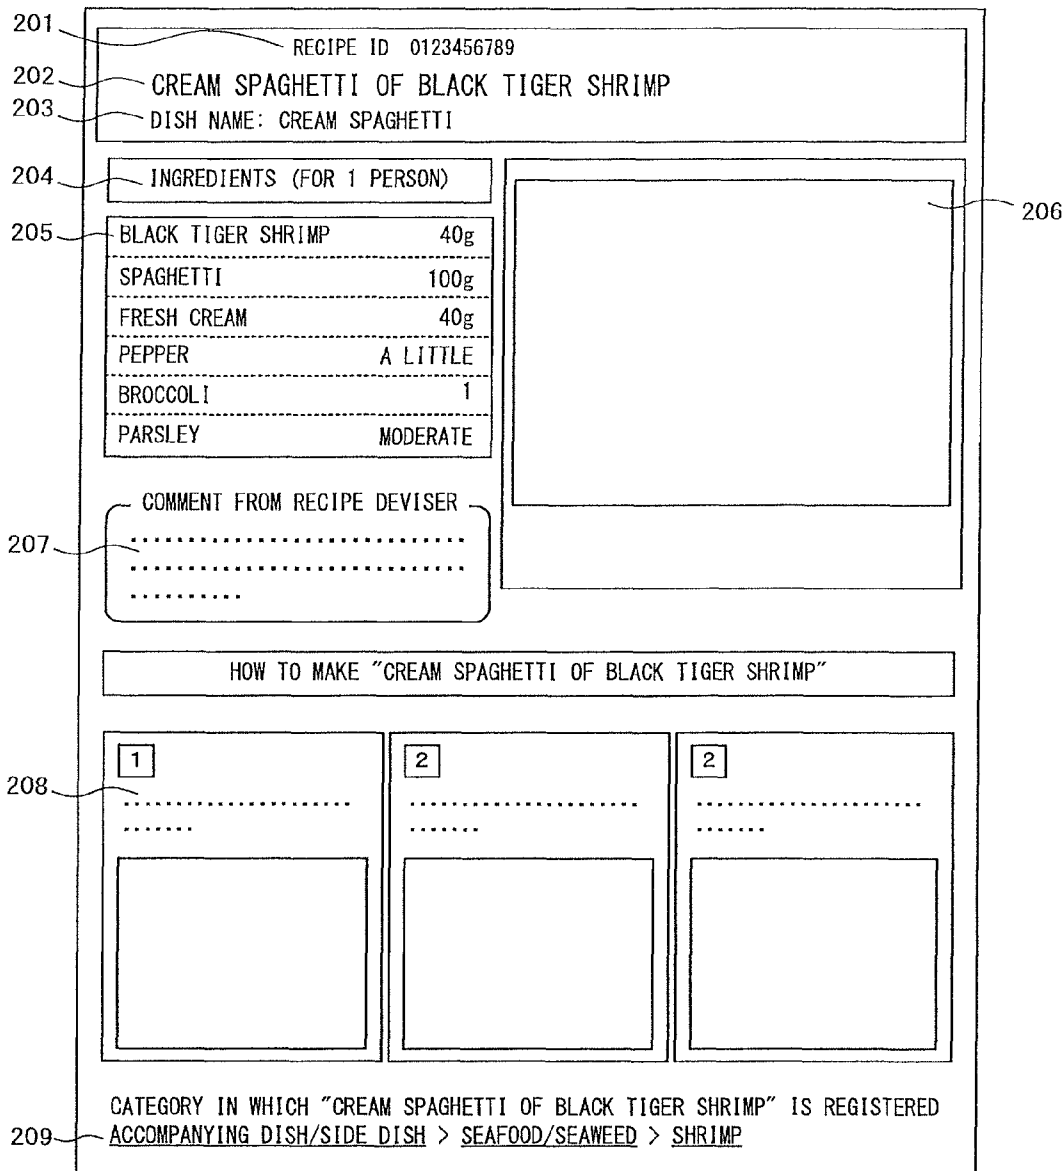 201
RECIPE ID 0123456789
202
CREAM SPAGHETTI OF BLACK TIGER SHRIMP
203
DISH NAME: CREAM SPAGHETTI
204
INGREDIENTS (FOR 1 PERSON)
206
205
BLACK TIGER SHRIMP 40g
SPAGHETTI 100g
FRESH CREAM 40g
PEPPER A LITTLE
BROCCOLI 1
PARSLEY MODERATE
COMMENT FROM RECIPE DEVISER
207
HOW TO MAKE "CREAM SPAGHETTI OF BLACK TIGER SHRIMP"
1 2 2
208
CATEGORY IN WHICH "CREAM SPAGHETTI OF BLACK TIGER SHRIMP" IS REGISTERED
209
ACCOMPANYING DISH/SIDE DISH > SEAFOOD/SEAWEED > SHRIMP